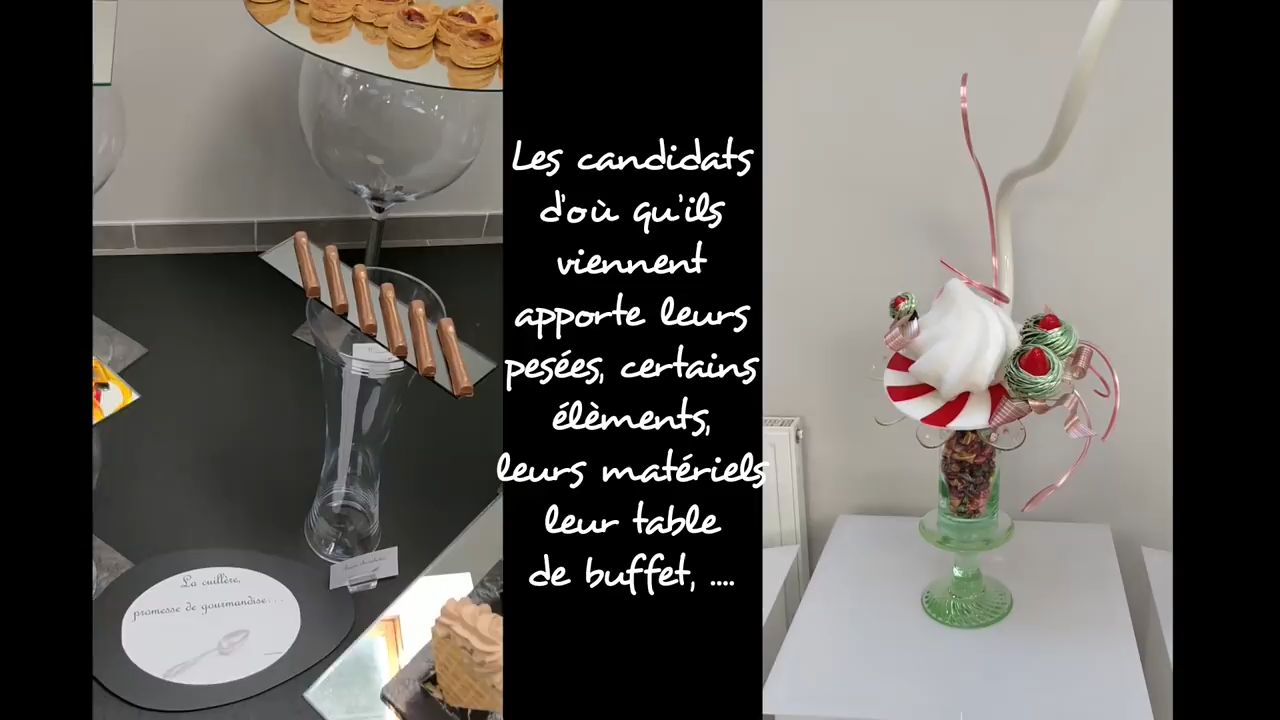 Les candidats
d'où qu'ils
viennent
apporte leurs
pesées, certains
élèments,
leurs matériels
leur table
de buffet, ....
La cuillère,
promesse de gourmandise...